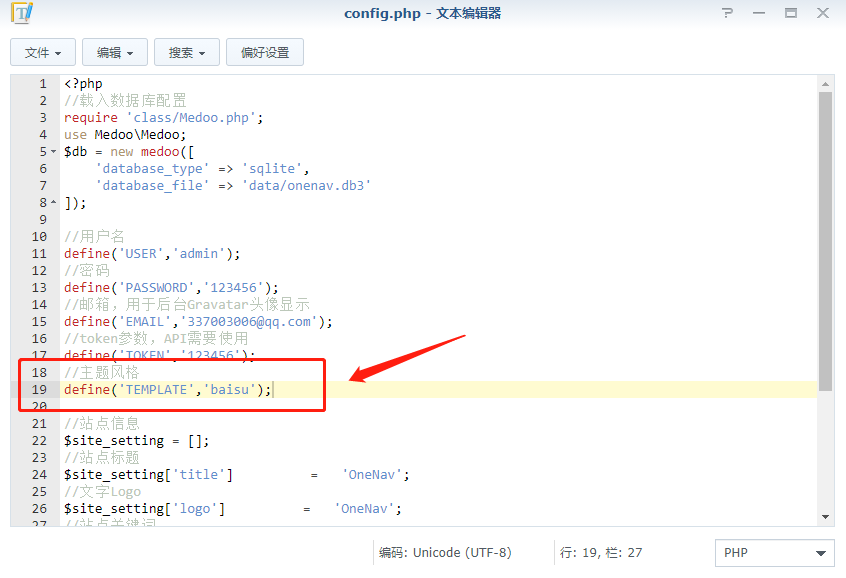 config.php - 文本编辑器
文件 编辑 搜索 偏好设置
1 <?php
2 //载入数据库配置
3 require 'class/Medoo.php';
4 use Medoo\Medoo;
5 $db = new medoo([
6     'database_type' => 'sqlite',
7     'database_file' => 'data/onenav.db3'
8 ]);
9
10 //用户名
11 define('USER','admin');
12 //密码
13 define('PASSWORD','123456');
14 //邮箱，用于后台Gravatar头像显示
15 define('EMAIL','337003006@qq.com');
16 //token参数，API需要使用
17 define('TOKEN','123456');
18 //主题风格
19 define('TEMPLATE','baisu');
20
21 //站点信息
22 $site_setting = [];
23 //站点标题
24 $site_setting['title']          =   'OneNav';
25 //文字Logo
26 $site_setting['logo']          =   'OneNav';
27 //站点关键词
编码: Unicode (UTF-8) 行: 19, 栏: 27 PHP